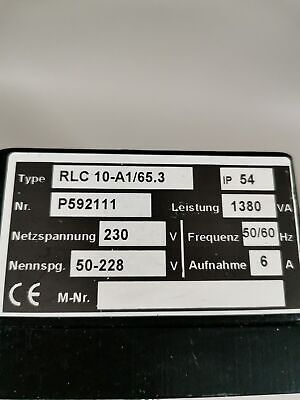 Type RLC 10-A1/65.3 IP 54
Nr. P592111 Leistung 1380 VA
Netzspannung 230 V Frequenz 50/60 Hz
Nennspg. 50-228 V Aufnahme 6 A
CE M-Nr.